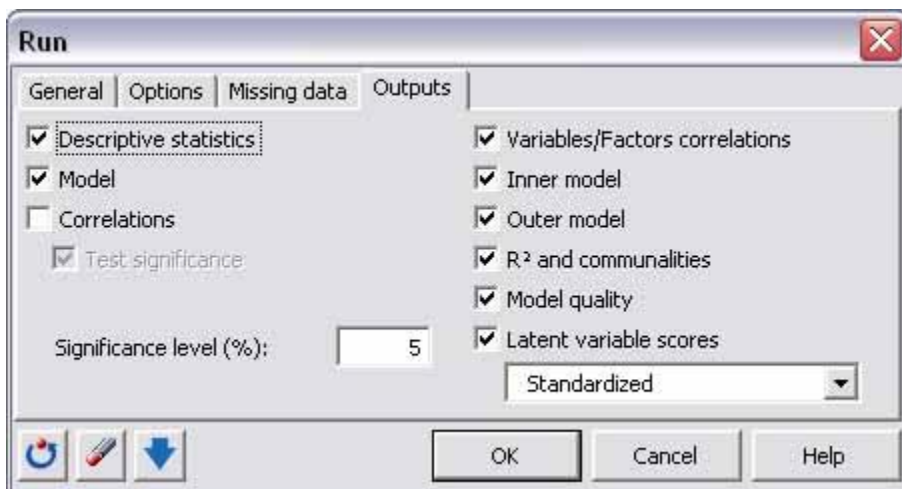 Run
General
Options
Missing data
Outputs
Descriptive statistics
Model
Correlations
Test significance
Significance level (%):
5
Variables/Factors correlations
Inner model
Outer model
R² and communalities
Model quality
Latent variable scores
Standardized
OK
Cancel
Help